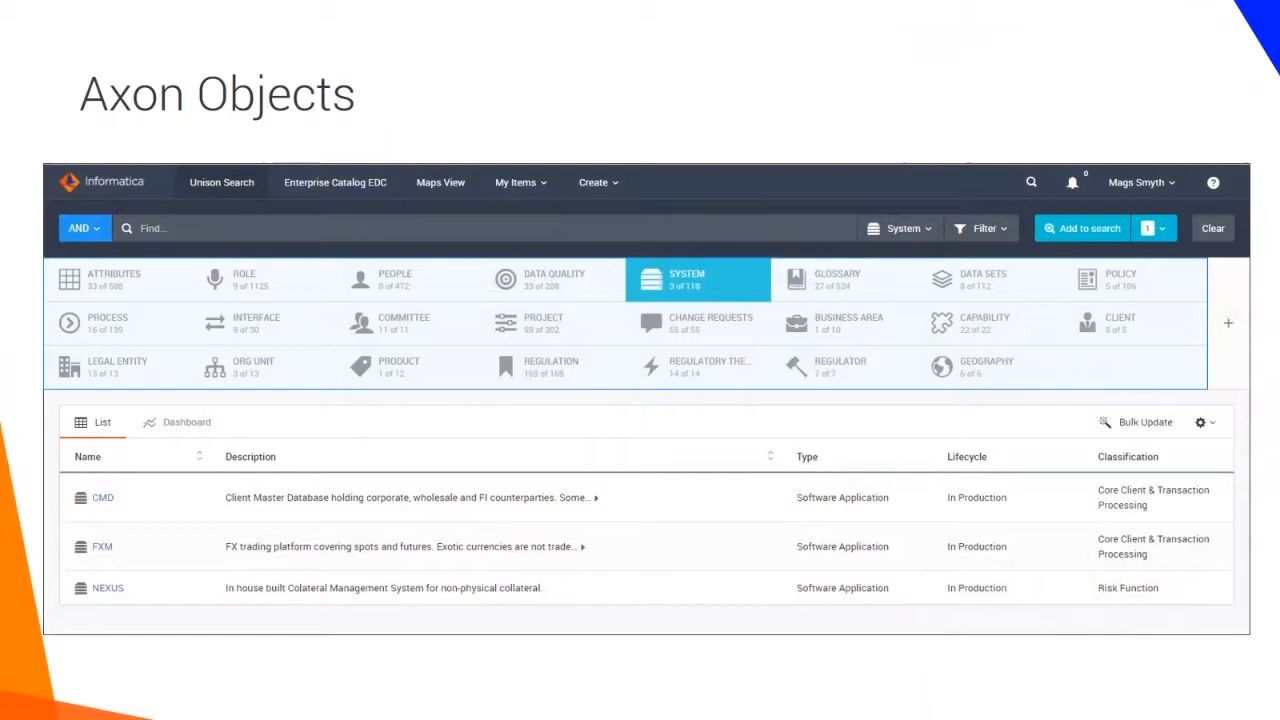 Axon Objects
Informatica Unison Search Enterprise Catalog EDC Maps View My Items Create 0 Mags Smyth ?
AND Find... System Filter Add to search 1 Clear
ATTRIBUTES ROLE PEOPLE DATA QUALITY SYSTEM GLOSSARY DATA SETS POLICY
33 of 588 9 of 1125 8 of 472 33 of 288 3 of 118 27 of 524 8 of 112 5 of 106
PROCESS INTERFACE COMMITTEE PROJECT CHANGE REQUESTS BUSINESS AREA CAPABILITY CLIENT
16 of 139 9 of 30 11 of 11 59 of 202 55 of 55 1 of 10 22 of 22 5 of 5
+
LEGAL ENTITY ORG UNIT PRODUCT REGULATION REGULATORY THE... REGULATOR GEOGRAPHY
13 of 13 3 of 13 1 of 12 169 of 169 14 of 14 7 of 7 6 of 6
List Dashboard Bulk Update
Name Description Type Lifecycle Classification
CMD Client Master Database holding corporate, wholesale and FI counterparties. Some... Software Application In Production Core Client & Transaction
Processing
FXM FX trading platform covering spots and futures. Exotic currencies are not trade... Software Application In Production Core Client & Transaction
Processing
NEXUS In house built Colateral Management System for non-physical collateral. Software Application In Production Risk Function